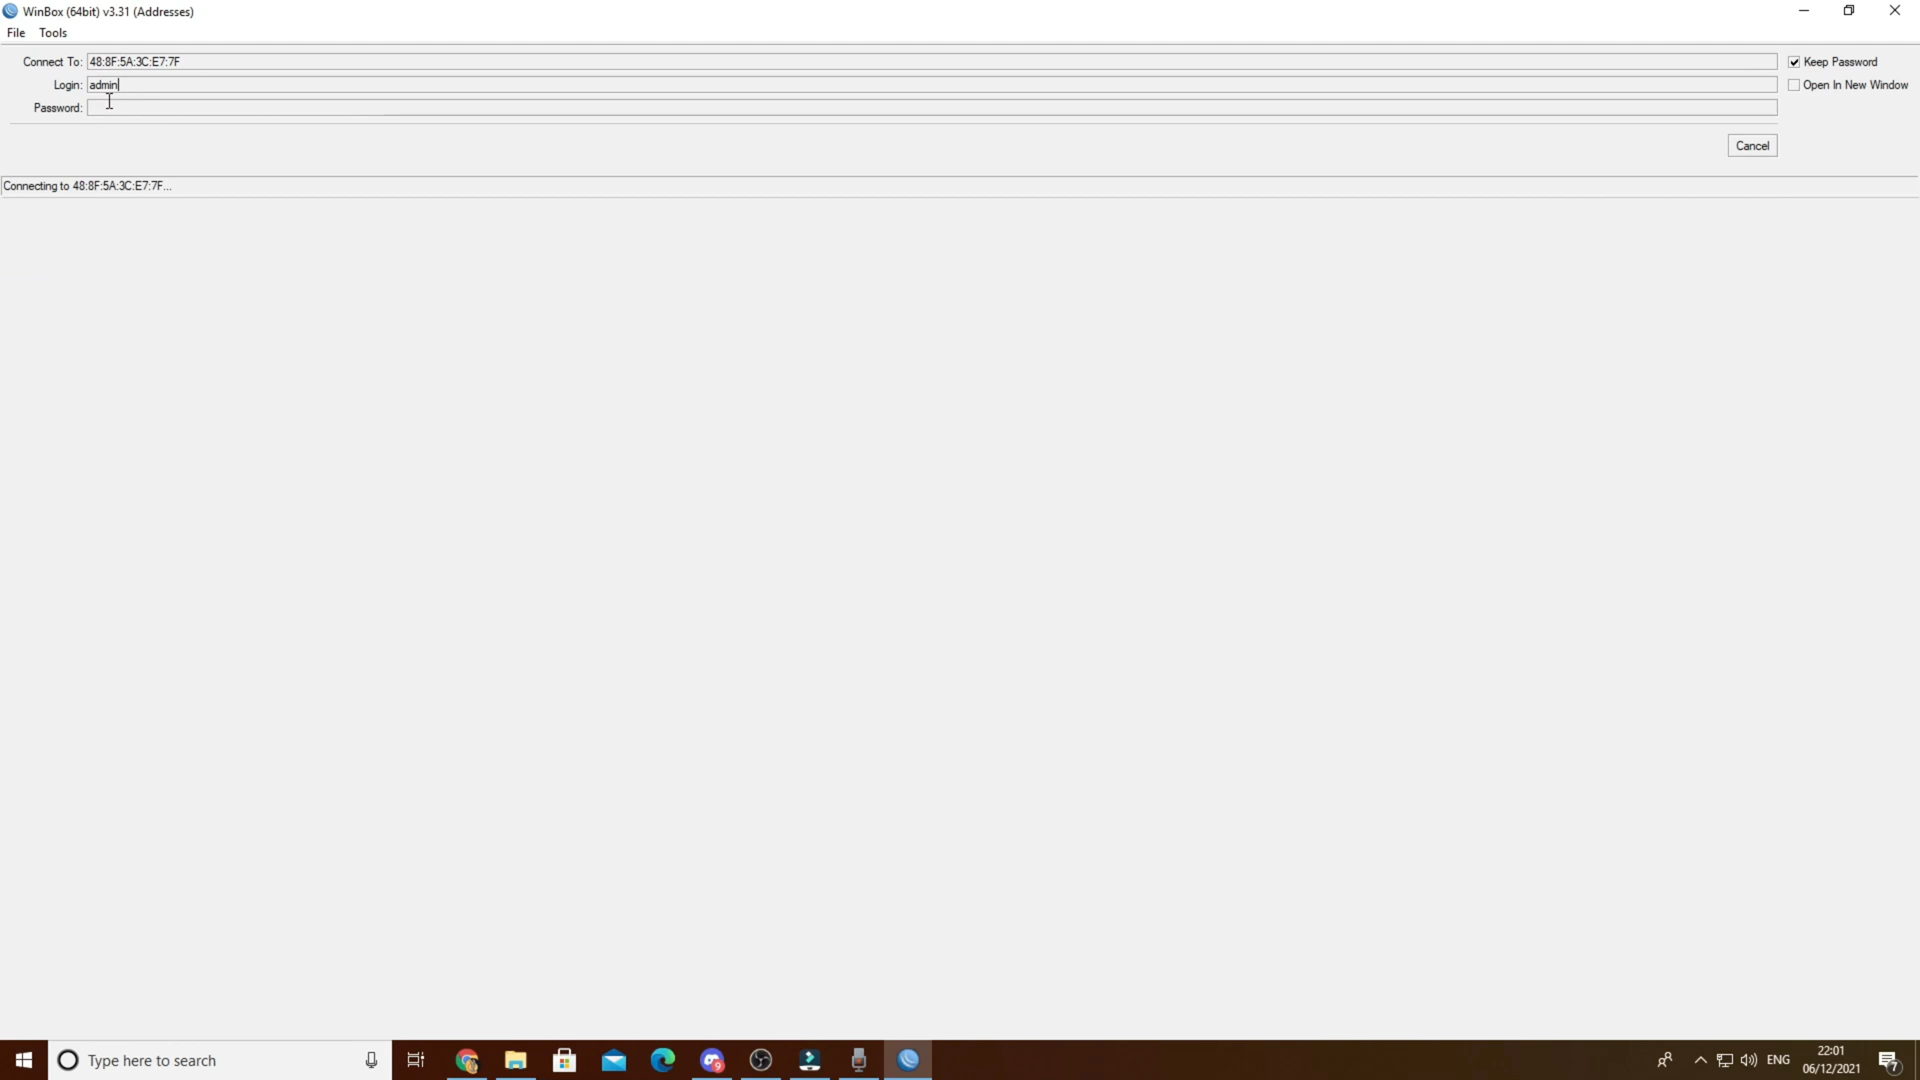 WinBox (64bit) v3.31 (Addresses)
File Tools
Connect To: 48:8F:5A:3C:E7:7F
Keep Password
Login: admin
Open In New Window
Password:
Cancel
Connecting to 48:8F:5A:3C:E7:7F...
Type here to search
9
ENG
22:01
06/12/2021
7